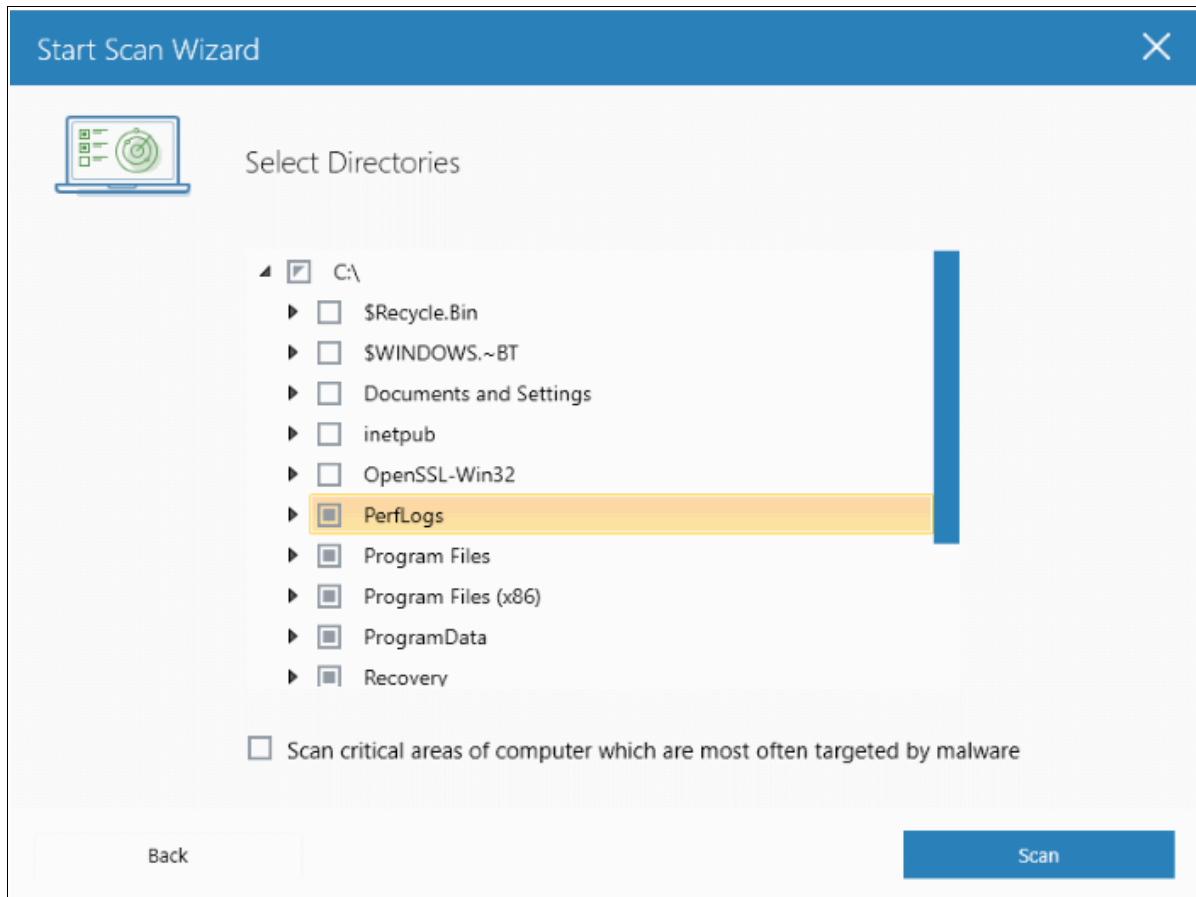 Start Scan Wizard
Select Directories
C:\
$Recycle.Bin
$WINDOWS.~BT
Documents and Settings
inetpub
OpenSSL-Win32
PerfLogs
Program Files
Program Files (x86)
ProgramData
Recovery
Scan critical areas of computer which are most often targeted by malware
Back
Scan